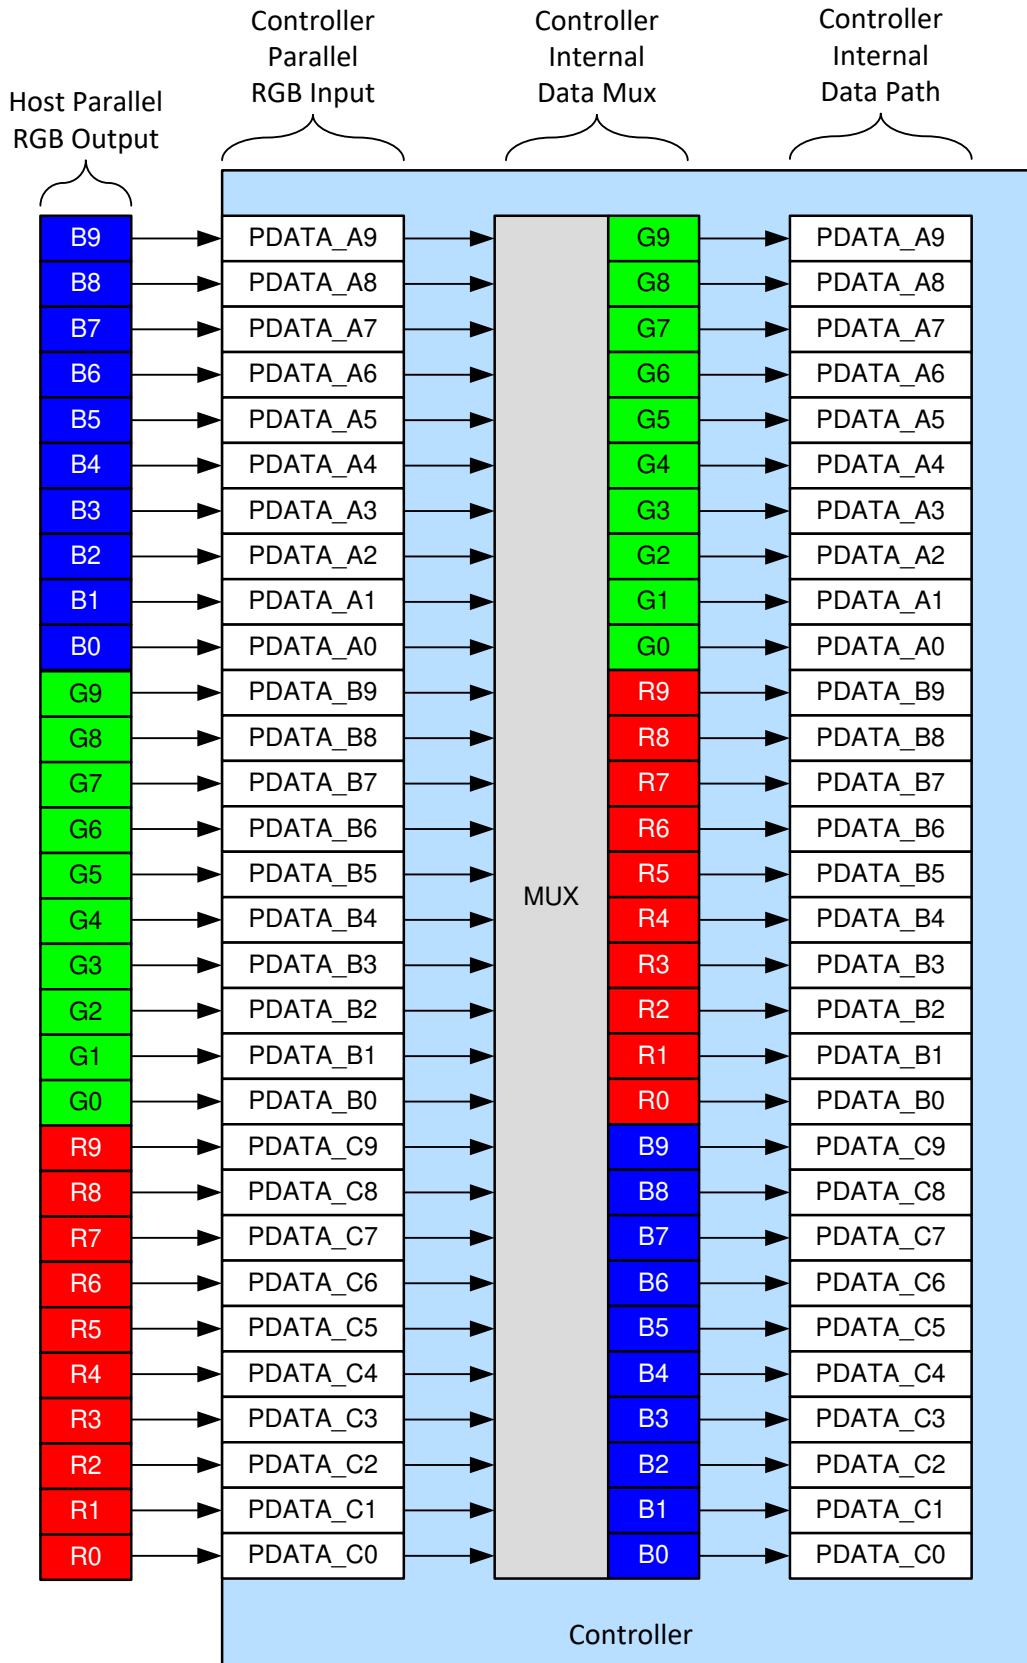 Host Parallel
RGB Output
Controller
Parallel
RGB Input
Controller
Internal
Data Mux
Controller
Internal
Data Path
B9 PDATA_A9 G9 PDATA_A9
B8 PDATA_A8 G8 PDATA_A8
B7 PDATA_A7 G7 PDATA_A7
B6 PDATA_A6 G6 PDATA_A6
B5 PDATA_A5 G5 PDATA_A5
B4 PDATA_A4 G4 PDATA_A4
B3 PDATA_A3 G3 PDATA_A3
B2 PDATA_A2 G2 PDATA_A2
B1 PDATA_A1 G1 PDATA_A1
B0 PDATA_A0 G0 PDATA_A0
G9 PDATA_B9 R9 PDATA_B9
G8 PDATA_B8 R8 PDATA_B8
G7 PDATA_B7 R7 PDATA_B7
G6 PDATA_B6 R6 PDATA_B6
G5 PDATA_B5 R5 PDATA_B5
MUX
G4 PDATA_B4 R4 PDATA_B4
G3 PDATA_B3 R3 PDATA_B3
G2 PDATA_B2 R2 PDATA_B2
G1 PDATA_B1 R1 PDATA_B1
G0 PDATA_B0 R0 PDATA_B0
R9 PDATA_C9 B9 PDATA_C9
R8 PDATA_C8 B8 PDATA_C8
R7 PDATA_C7 B7 PDATA_C7
R6 PDATA_C6 B6 PDATA_C6
R5 PDATA_C5 B5 PDATA_C5
R4 PDATA_C4 B4 PDATA_C4
R3 PDATA_C3 B3 PDATA_C3
R2 PDATA_C2 B2 PDATA_C2
R1 PDATA_C1 B1 PDATA_C1
R0 PDATA_C0 B0 PDATA_C0
Controller